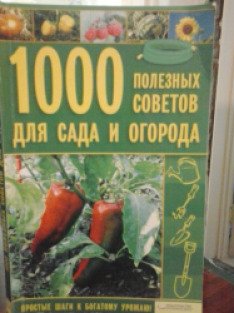 1000
ПОЛЕЗНЫХ
СОВЕТОВ
ДЛЯ САДА И ОГОРОДА
ПРОСТЫЕ ШАГИ К БОГАТОМУ УРОЖАЮ!